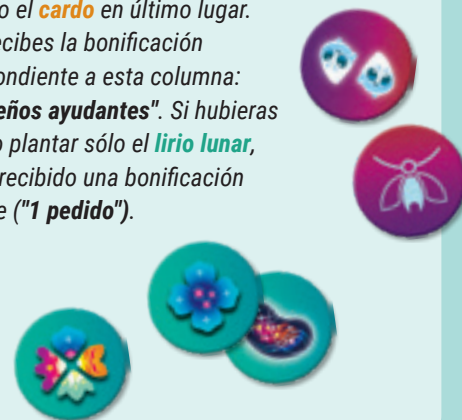 o el cardo en último lugar.
ecibes la bonificación
ondiente a esta columna:
eños ayudantes". Si hubieras
o plantar sólo el lirio lunar,
recibido una bonificación
e ("1 pedido").